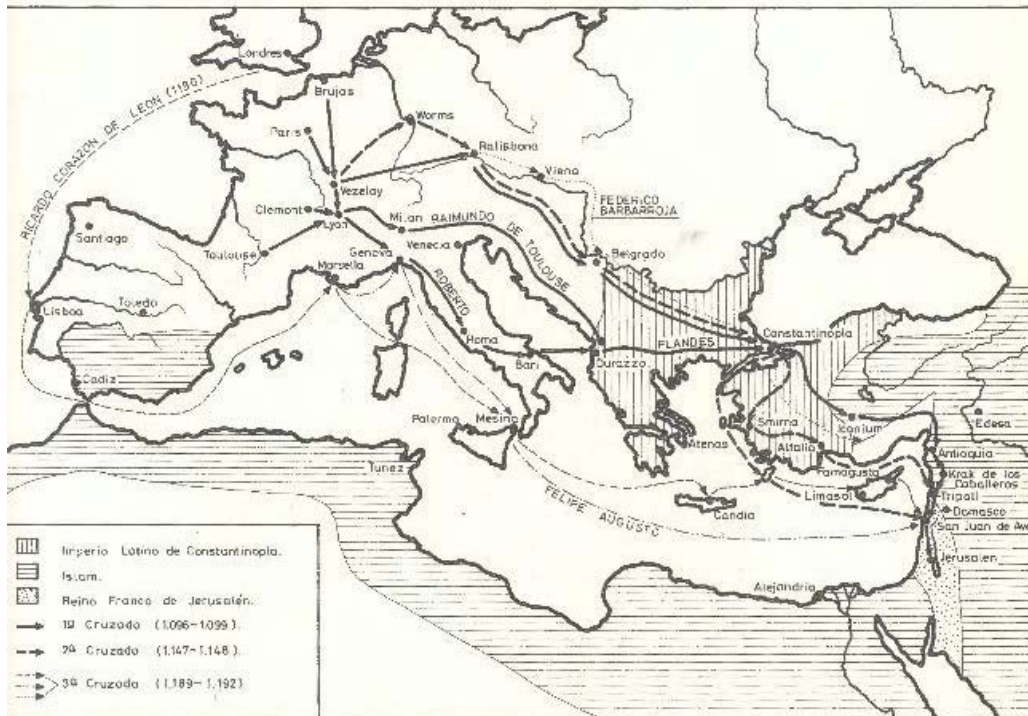 Londres
RICARDO CORAZON DE LEON (1190)
Brujas
Worms
Paris
Ratisbona
Viena
Vezelay
FEDERICO
BARBARROJA
Clemont
Lyon
Milan
RAIMUNDO
DE TOULOUSE
Santiago
Toulouse
Genova
Venecia
Belgrado
Marsella
ROBERTO
Lisboa
Toledo
Constantinopla
Roma
Bari
FLANDES
Durazzo
Cadiz
Palermo
Mesina
Smirna
Iconium
Edesa
Atenas
Altalia
Antioquia
Tunez
Famagusta
Krak de los
Caballeros
Limasol
Tripoli
FELIPE AUGUSTO
Candia
Damasco
San Juan de
Jerusalen
Alejandria
Imperio Latino de Constantinopla.
Islam.
Reino Franco de Jerusalén.
1ª Cruzada (1.096-1.099).
2ª Cruzada (1.147-1.148).
3ª Cruzada (1.189-1.192)